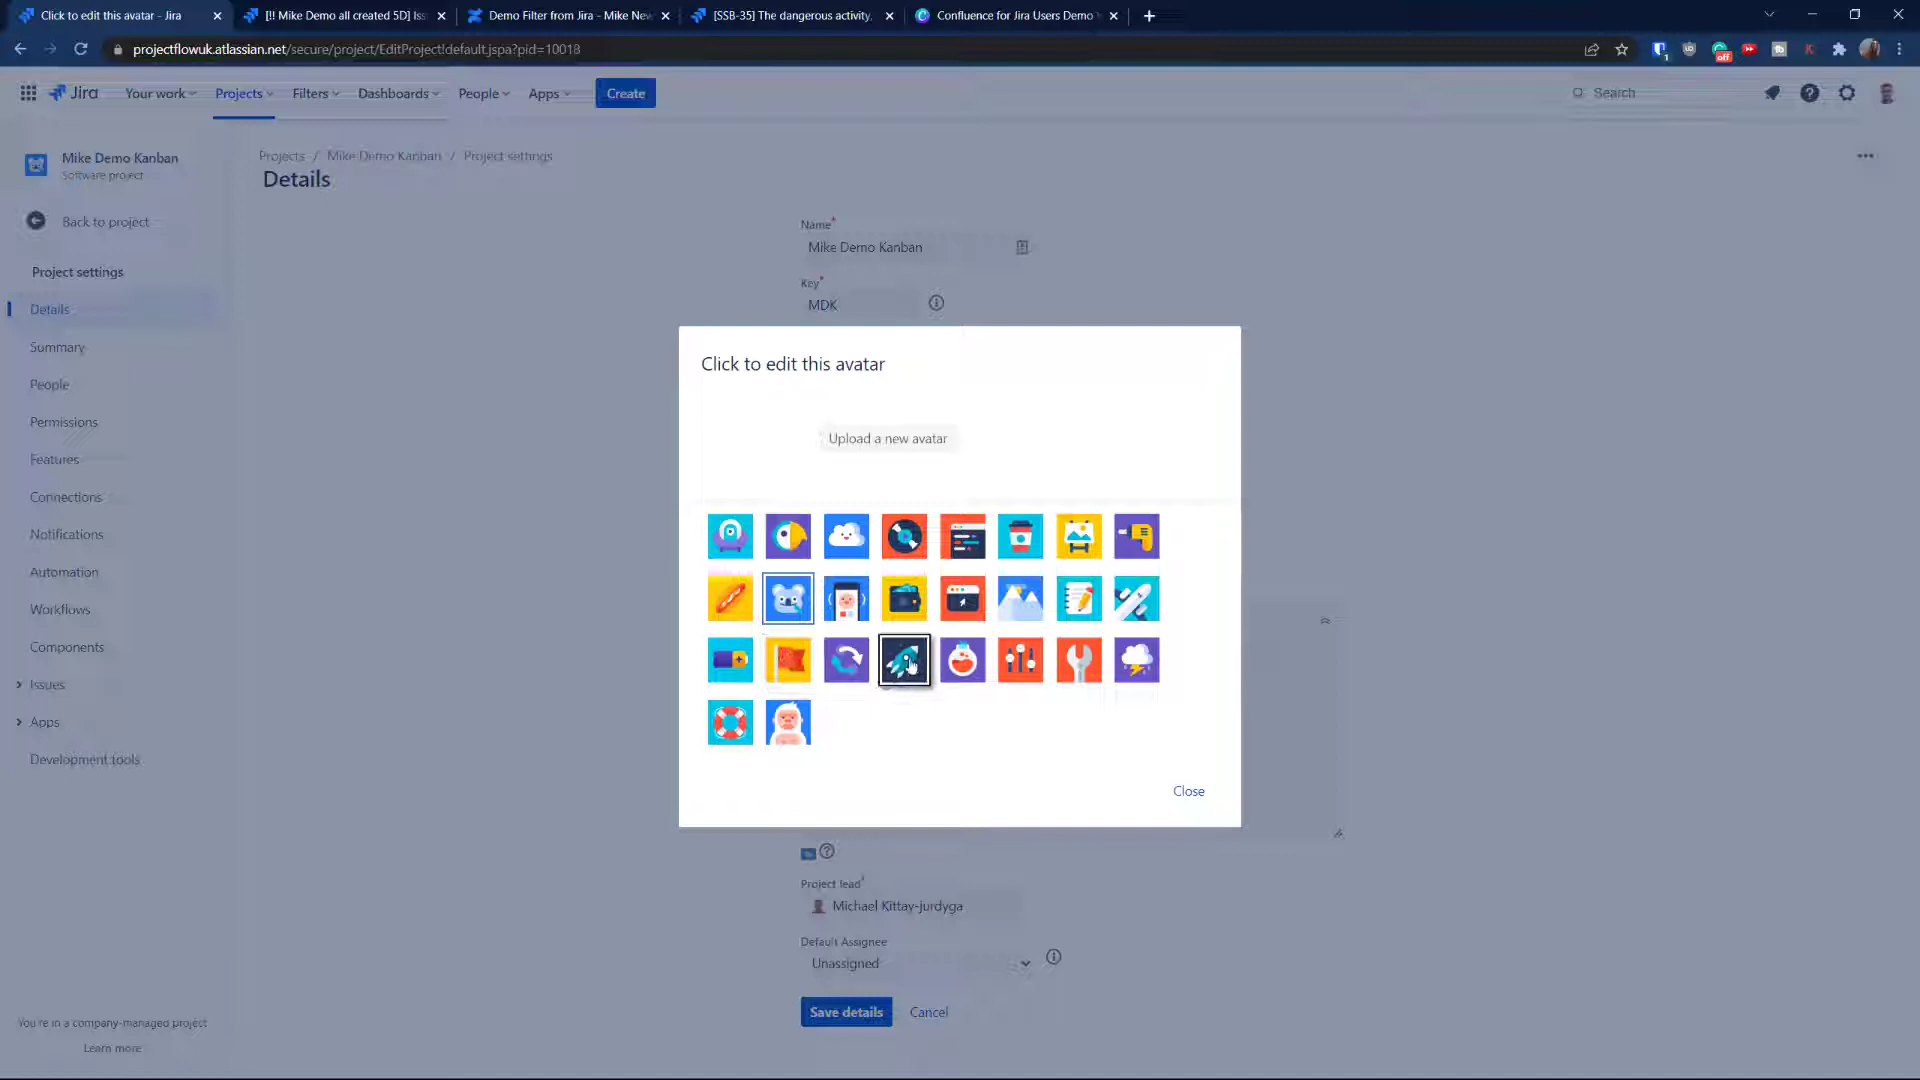 Click to edit this avatar - Jira
[!! Mike Demo all created 5D] Iss
Demo Filter from Jira - Mike New
[SSB-35] The dangerous activity,
Confluence for Jira Users Demo
projectflowuk.atlassian.net/secure/project/EditProject!default.jspa?pid=10018
off
1
Jira
Your work
Projects
Filters
Dashboards
People
Apps
Create
Search
Mike Demo Kanban
Software project
Projects / Mike Demo Kanban / Project settings
Details
Back to project
Name*
Mike Demo Kanban
Project settings
Key*
MDK
Details
Summary
People
Permissions
Features
Connections
Notifications
Automation
Workflows
Components
Issues
Apps
Development tools
Click to edit this avatar
Upload a new avatar
Close
Project lead*
Michael Kittay-Jurdyga
Default Assignee
Unassigned
Save details
Cancel
You're in a company-managed project
Learn more